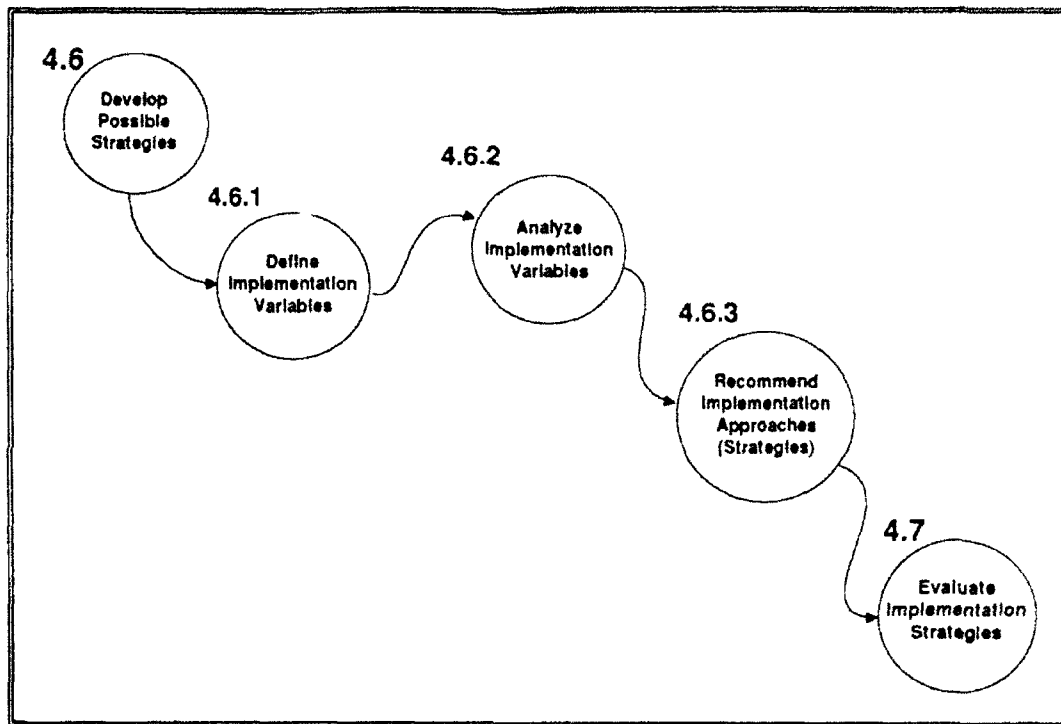 4.6
Develop
Possible
Strategies
4.6.1
Define
Implementation
Variables
4.6.2
Analyze
Implementation
Variables
4.6.3
Recommend
Implementation
Approaches
(Strategies)
4.7
Evaluate
Implementation
Strategies